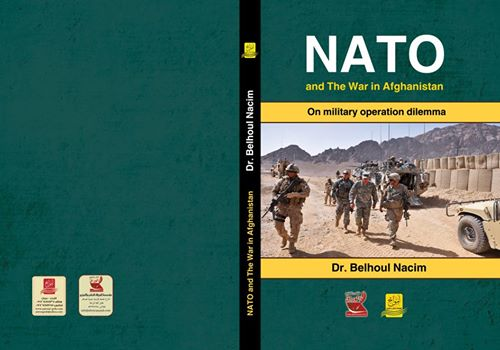 NATO
and The War in Afghanistan
On military operation dilemma
Dr. Belhoul Nacim
Dr. Belhoul Nacim
NATO and The War in Afghanistan